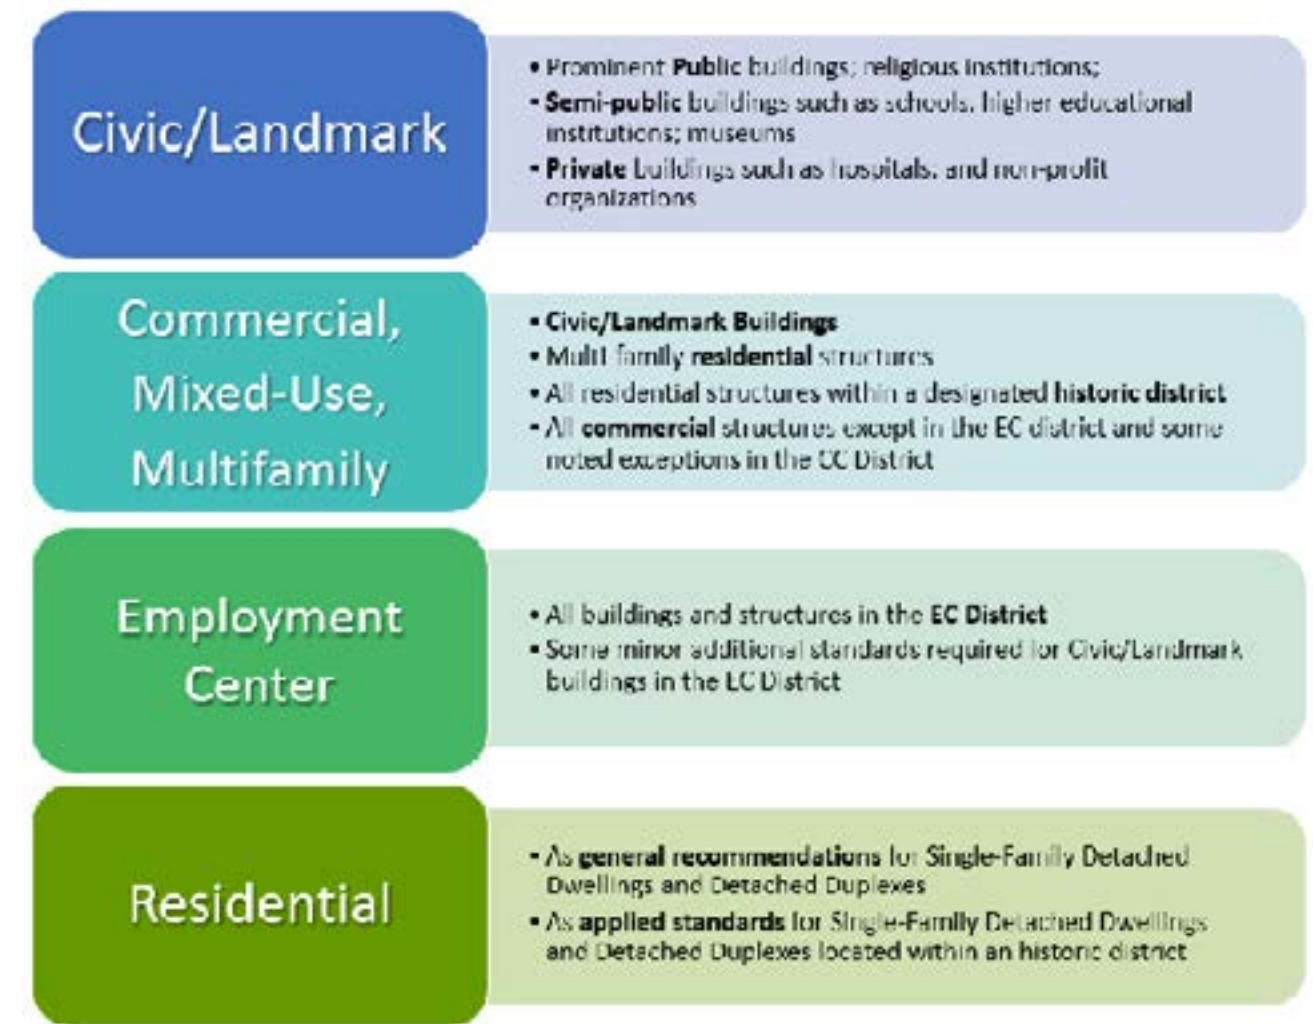 Civic/Landmark
• Prominent Public buildings; religious institutions;
• Semi-public buildings such as schools, higher educational
institutions; museums
• Private buildings such as hospitals, and non-profit
organizations
Commercial,
Mixed-Use,
Multifamily
• Civic/Landmark Buildings
• Multi family residential structures
• All residential structures within a designated historic district
• All commercial structures except in the EC district and some
noted exceptions in the CC District
Employment
Center
• All buildings and structures in the EC District
• Some minor additional standards required for Civic/Landmark
buildings in the EC District
Residential
• As general recommendations for Single-Family Detached
Dwellings and Detached Duplexes
• As applied standards for Single-Family Detached Dwellings
and Detached Duplexes located within an historic district